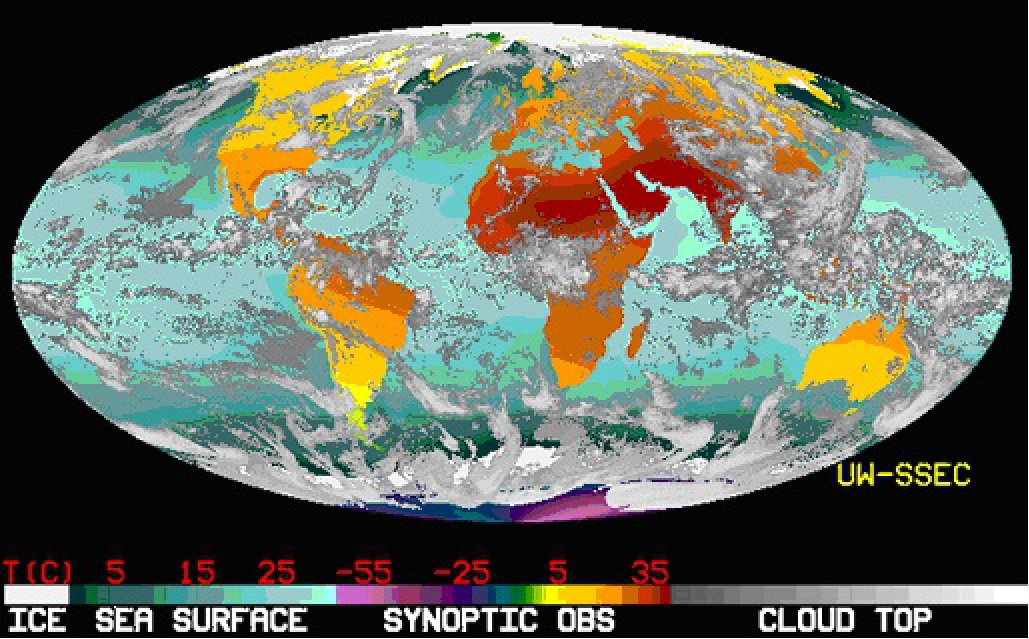 UW-SSEC
T(C) 5 15 25 -55 -25 5 35
ICE SEA SURFACE SYNOPTIC OBS CLOUD TOP